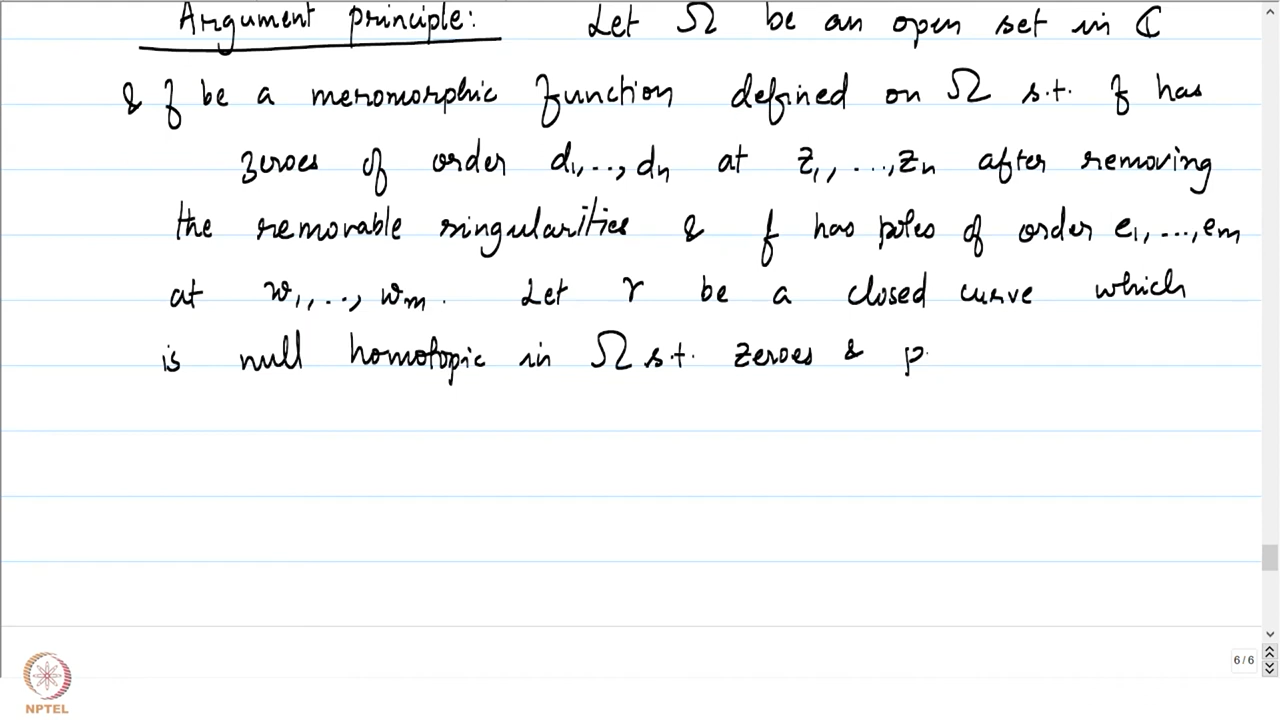 Argument principle: Let Ω be an open set in ℂ
& f be a meromorphic function defined on Ω s.t. f has
zeroes of order d₁,..,dₙ at z₁,...,zₙ after removing
the removable singularities & f has poles of order e₁,...,eₘ
at w₁,..,wₘ. Let γ be a closed curve which
is null homotopic in Ω s.t. zeroes & p
6/6
NPTEL